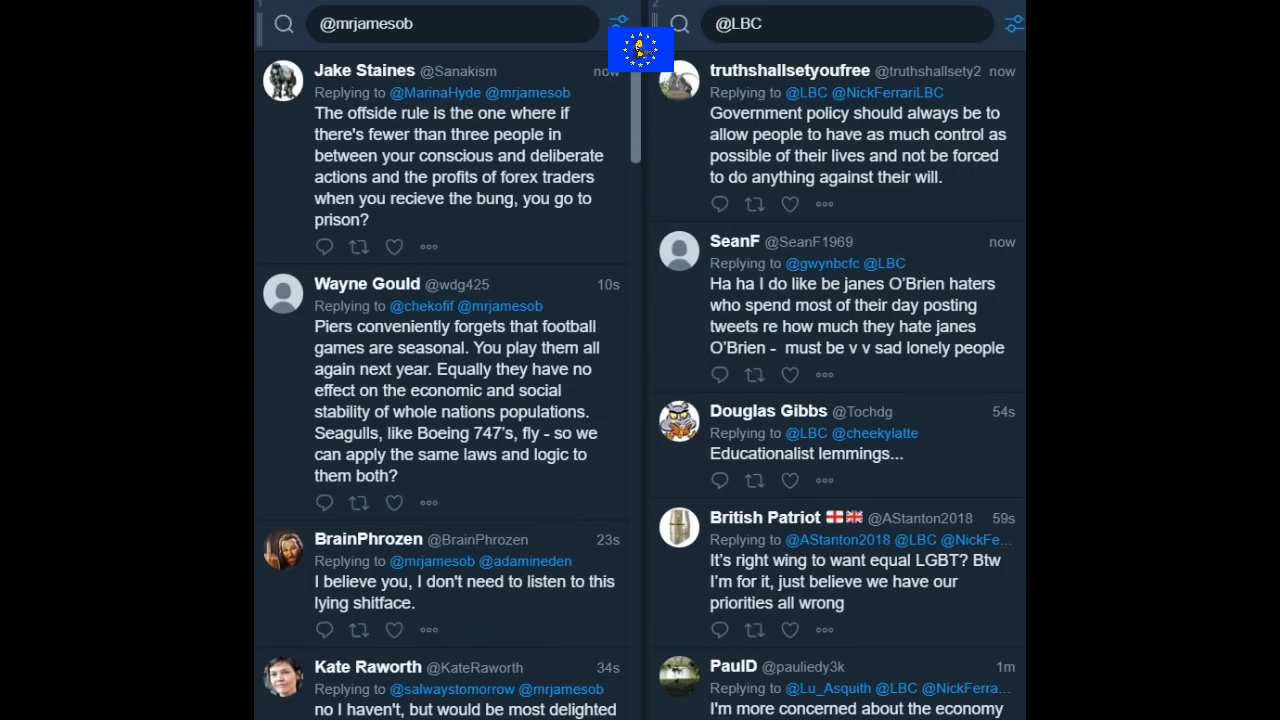 1
@mrjamesob
Jake Staines @Sanakism now
Replying to @MarinaHyde @mrjamesob
The offside rule is the one where if
there's fewer than three people in
between your conscious and deliberate
actions and the profits of forex traders
when you recieve the bung, you go to
prison?
Wayne Gould @wdg425 10s
Replying to @chekofif @mrjamesob
Piers conveniently forgets that football
games are seasonal. You play them all
again next year. Equally they have no
effect on the economic and social
stability of whole nations populations.
Seagulls, like Boeing 747's, fly - so we
can apply the same laws and logic to
them both?
BrainPhrozen @BrainPhrozen 23s
Replying to @mrjamesob @adamineden
I believe you, I don't need to listen to this
lying shitface.
Kate Raworth @KateRaworth 34s
Replying to @salwaystomorrow @mrjamesob
no I haven't, but would be most delighted
2
@LBC
truthshallsetyoufree @truthshallsety2 now
Replying to @LBC @NickFerrariLBC
Government policy should always be to
allow people to have as much control as
possible of their lives and not be forced
to do anything against their will.
SeanF @SeanF1969 now
Replying to @gwynbcfc @LBC
Ha ha I do like be janes O'Brien haters
who spend most of their day posting
tweets re how much they hate janes
O'Brien - must be v v sad lonely people
Douglas Gibbs @Tochdg 54s
Replying to @LBC @cheekylatte
Educationalist lemmings...
British Patriot @AStanton2018 59s
Replying to @AStanton2018 @LBC @NickFe...
It's right wing to want equal LGBT? Btw
I'm for it, just believe we have our
priorities all wrong
PaulD @pauliedy3k 1m
Replying to @Lu_Asquith @LBC @NickFerra...
I'm more concerned about the economy